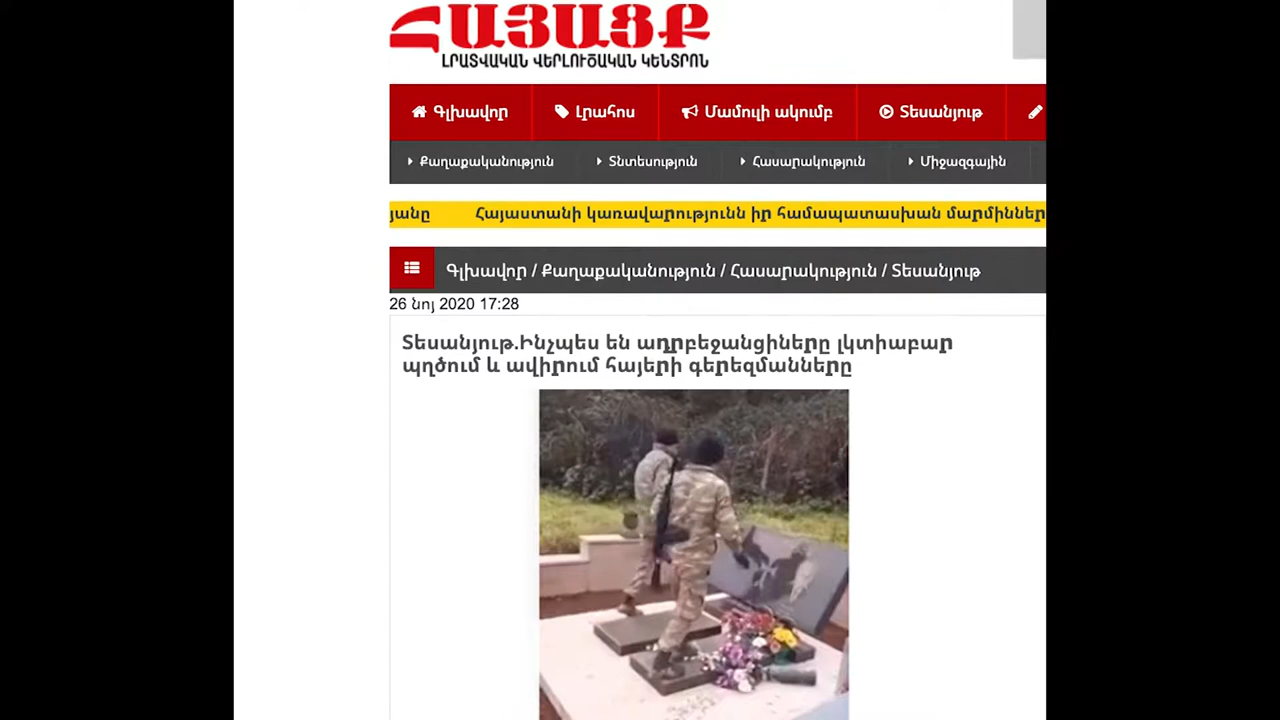 ՀԱՅԱՑՔ
ԼՐԱՏՎԱԿԱՆ ՎԵՐԼՈՒԾԱԿԱՆ ԿԵՆՏՐՈՆ
Գլխավոր Լրահոս Մամուլի ակումբ Տեսանյութ
Քաղաքականություն Տնտեսություն Հասարակություն Միջազգային
յանը Հայաստանի կառավարությունն իր համապատասխան մարմիններ
Գլխավոր / Քաղաքականություն / Հասարակություն / Տեսանյութ
26 նոյ 2020 17:28
Տեսանյութ.Ինչպես են ադրբեջանցիները լկտիաբար
պղծում և ավիրում հայերի գերեզմանները